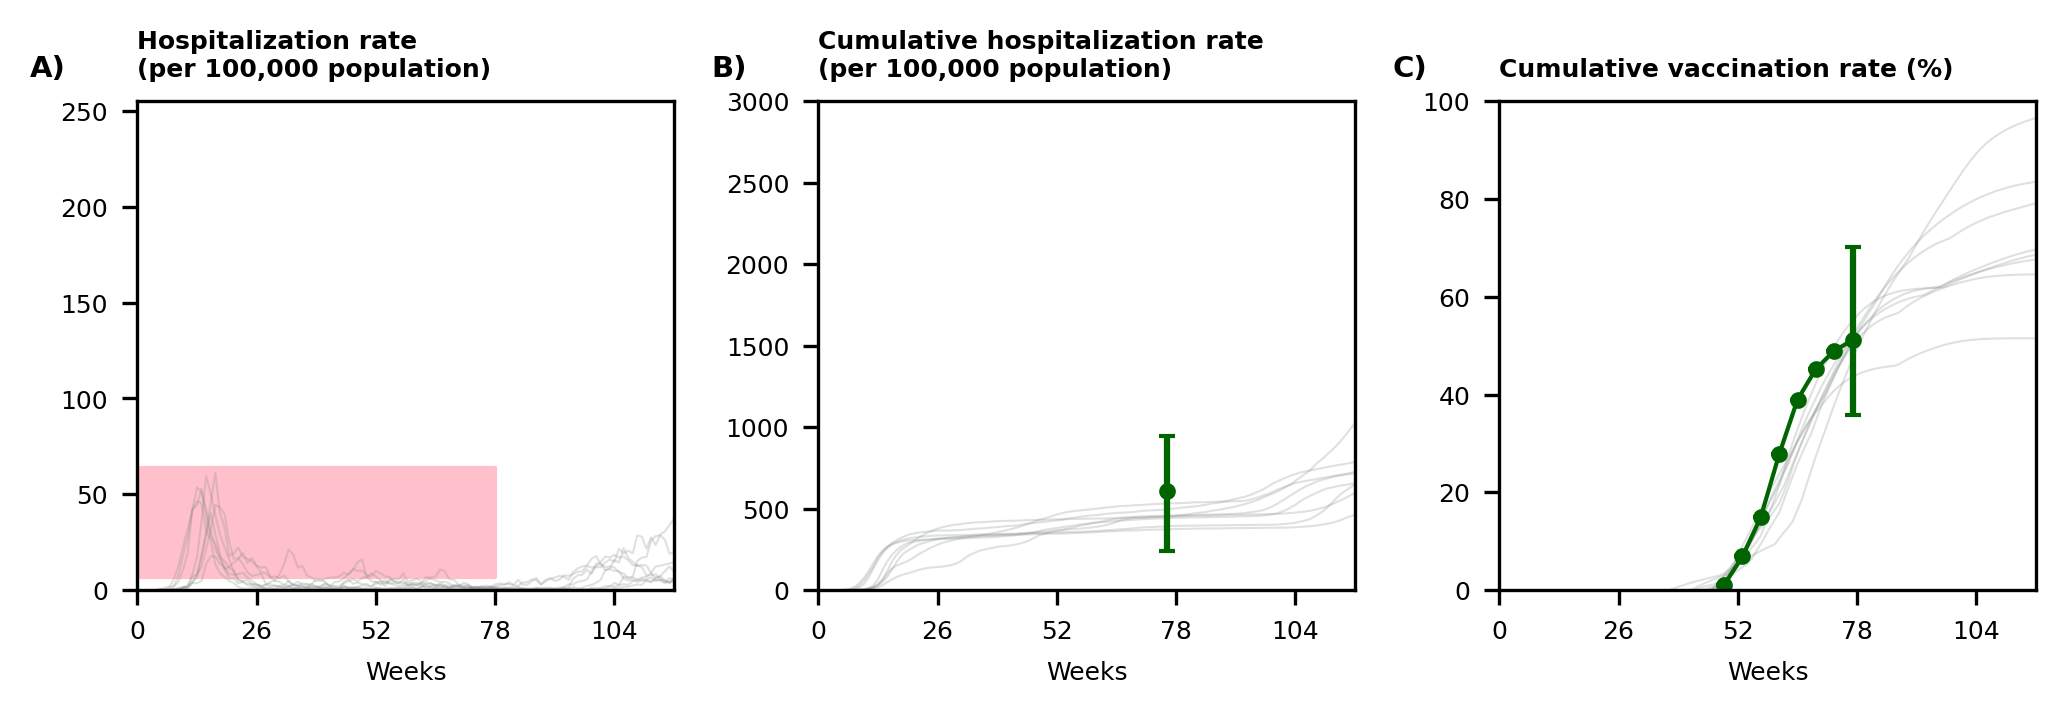 A)
Hospitalization rate
(per 100,000 population)
250
200
150
100
50
0
0 26 52 78 104
Weeks
B)
Cumulative hospitalization rate
(per 100,000 population)
3000
2500
2000
1500
1000
500
0
0 26 52 78 104
Weeks
C)
Cumulative vaccination rate (%)
100
80
60
40
20
0
0 26 52 78 104
Weeks